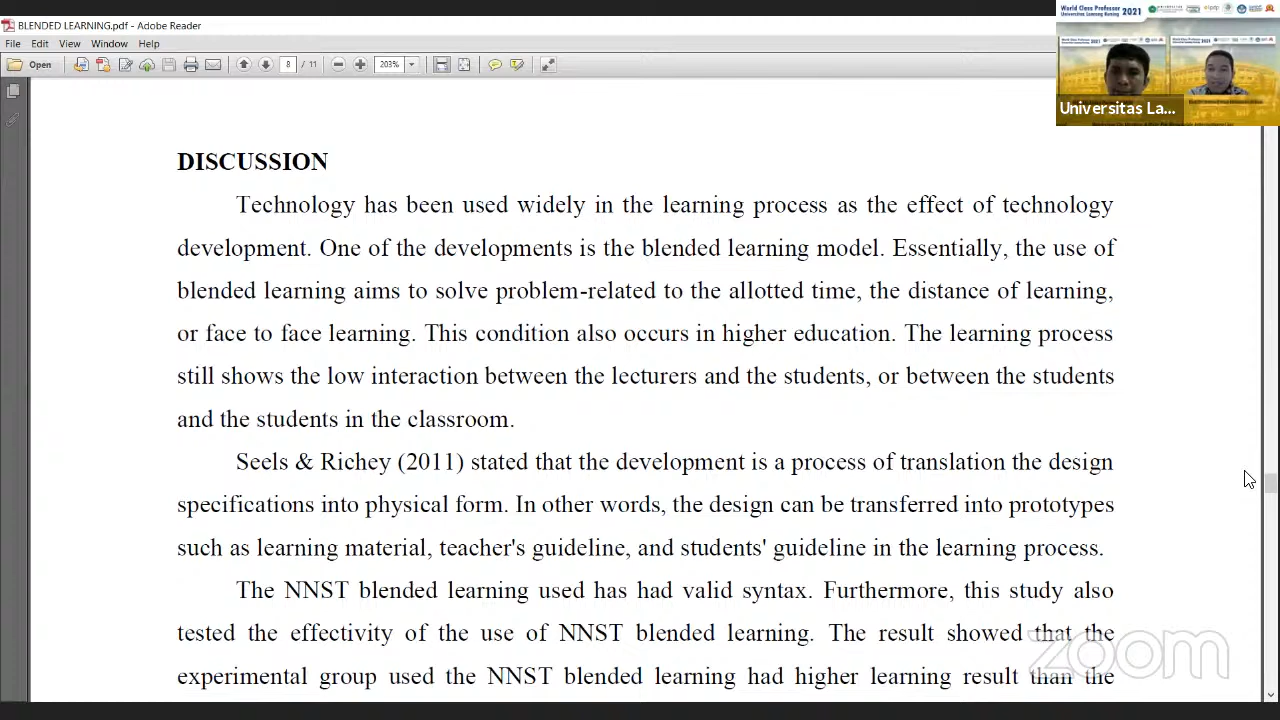 BLENDED LEARNING.pdf - Adobe Reader
World Class Professor
Universitas Lancang Kuning 2021
File Edit View Window Help
Open 8 / 11 203%
Universitas La...
DISCUSSION
Technology has been used widely in the learning process as the effect of technology
development. One of the developments is the blended learning model. Essentially, the use of
blended learning aims to solve problem-related to the allotted time, the distance of learning,
or face to face learning. This condition also occurs in higher education. The learning process
still shows the low interaction between the lecturers and the students, or between the students
and the students in the classroom.
Seels & Richey (2011) stated that the development is a process of translation the design
specifications into physical form. In other words, the design can be transferred into prototypes
such as learning material, teacher's guideline, and students' guideline in the learning process.
The NNST blended learning used has had valid syntax. Furthermore, this study also
tested the effectivity of the use of NNST blended learning. The result showed that the
experimental group used the NNST blended learning had higher learning result than the
zoom